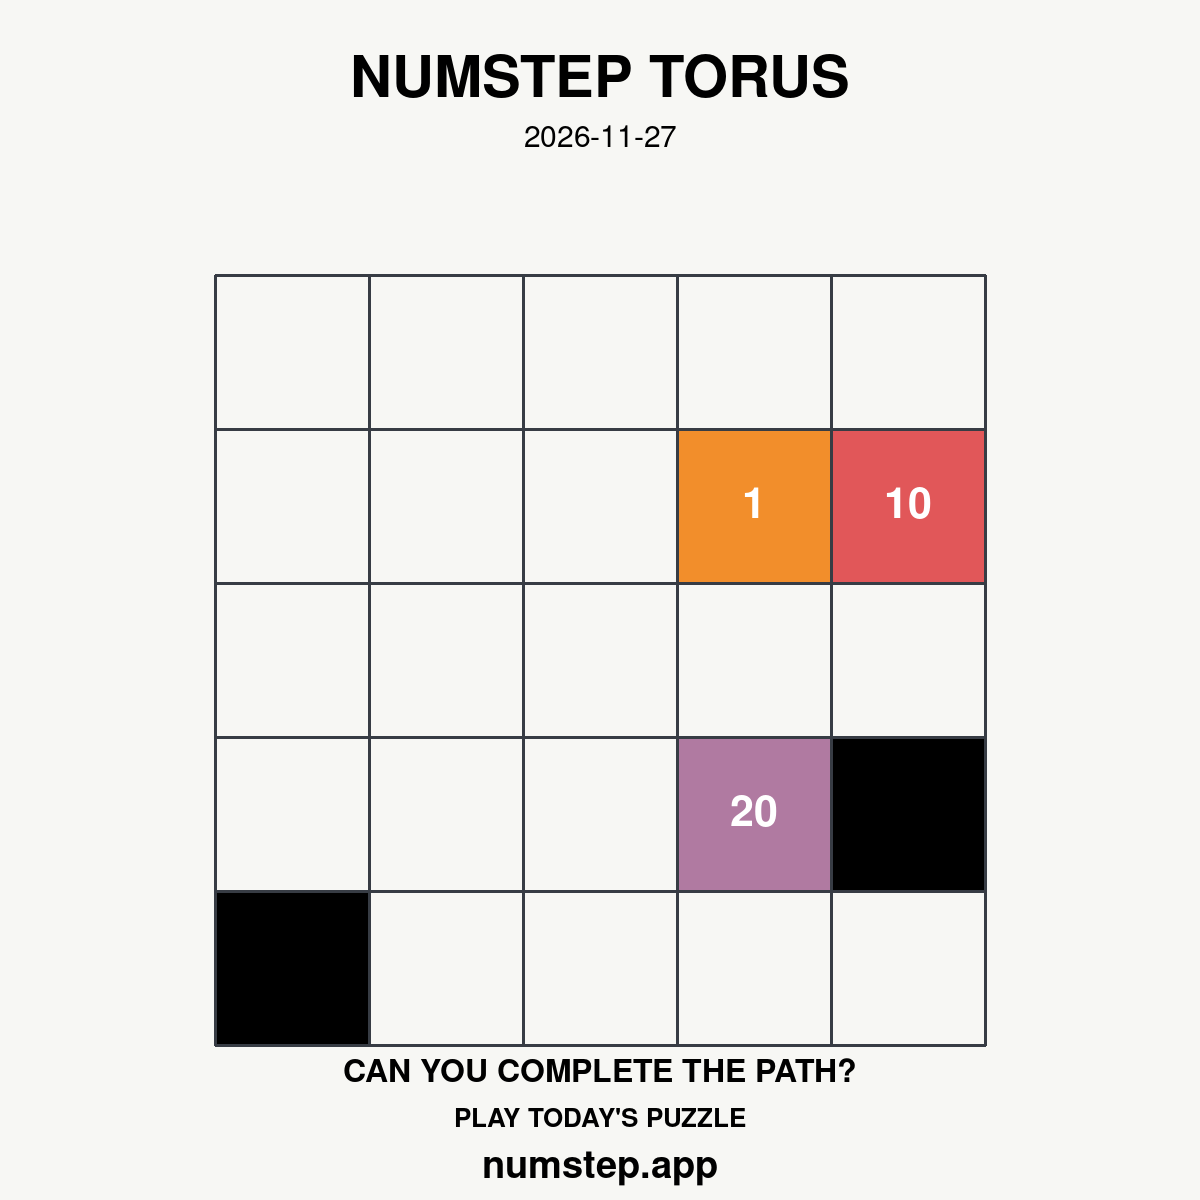 NUMSTEP TORUS
2026-11-27
1 10
20
CAN YOU COMPLETE THE PATH?
PLAY TODAY'S PUZZLE
numstep.app